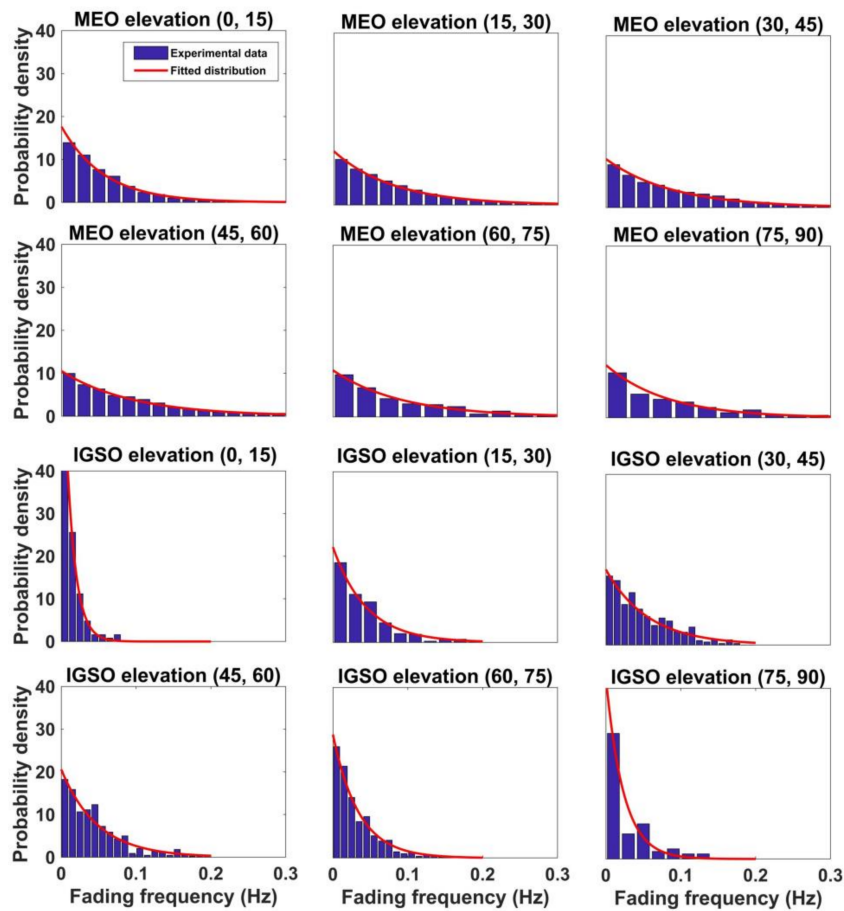 MEO elevation (0, 15)
MEO elevation (15, 30)
MEO elevation (30, 45)
Probability density
40
30
20
10
0
Experimental data
Fitted distribution
MEO elevation (45, 60)
MEO elevation (60, 75)
MEO elevation (75, 90)
Probability density
40
30
20
10
0
IGSO elevation (0, 15)
IGSO elevation (15, 30)
IGSO elevation (30, 45)
Probability density
40
30
20
10
0
IGSO elevation (45, 60)
IGSO elevation (60, 75)
IGSO elevation (75, 90)
Probability density
40
30
20
10
0
0 0.1 0.2 0.3
0 0.1 0.2 0.3
0 0.1 0.2 0.3
Fading frequency (Hz)
Fading frequency (Hz)
Fading frequency (Hz)